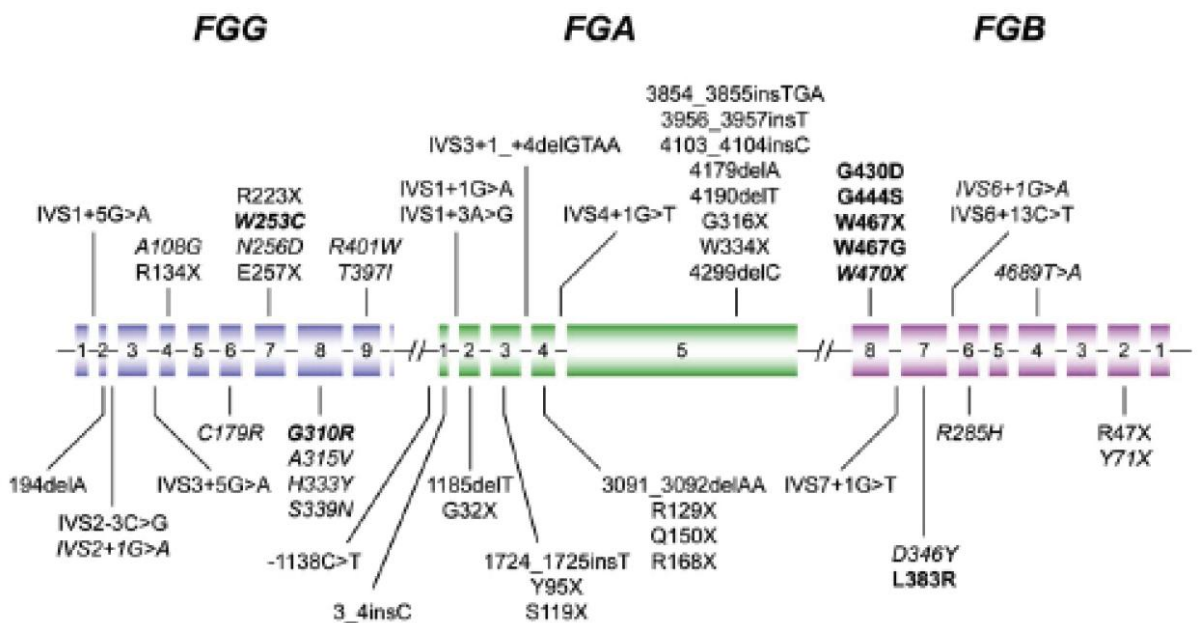 FGG FGA FGB
3854_3855insTGA
3956_3957insT
IVS3+1_+4delGTAA
4103_4104insC
4179delA
4190delT
G316X
W334X
4299delC
IVS1+5G>A
A108G
R134X
R223X
W253C
N256D
E257X
R401W
T397I
IVS1+1G>A
IVS1+3A>G
IVS4+1G>T
G430D
G444S
W467X
W467G
W470X
IVS6+1G>A
IVS6+13C>T
4689T>A
1 2 3 4 5 6 7 8 9 // 1 2 3 4 5 // 8 7 6 5 4 3 2 1
194delA
IVS2-3C>G
IVS2+1G>A
IVS3+5G>A
C179R
G310R
A315V
H333Y
S339N
-1138C>T
3_4insC
1185delT
G32X
1724_1725insT
Y95X
S119X
3091_3092delAA
R129X
Q150X
R168X
IVS7+1G>T
D346Y
L383R
R285H
R47X
Y71X